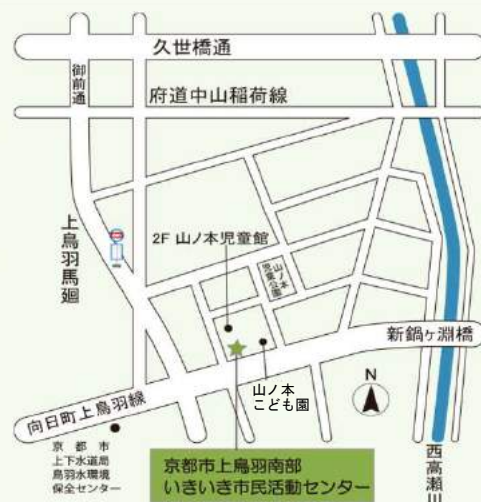 久世橋通
御前通
府道中山稲荷線
上鳥羽馬廻
2F 山ノ本児童館
山ノ本
児童公園
新鍋ヶ淵橋
山ノ本
こども園
N
向日町上鳥羽線
京都市
上下水道局
鳥羽水環境
保全センター
京都市上鳥羽南部
いきいき市民活動センター
西高瀬川